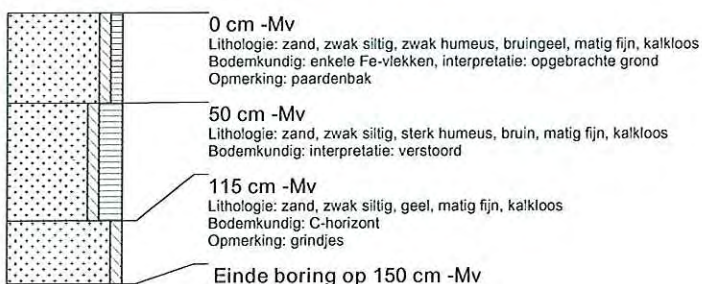 0 cm -Mv
Lithologie: zand, zwak siltig, zwak humeus, bruingeel, matig fijn, kalkloos
Bodemkundig: enkele Fe-vlekken, interpretatie: opgebrachte grond
Opmerking: paardenbak
50 cm -Mv
Lithologie: zand, zwak siltig, sterk humeus, bruin, matig fijn, kalkloos
Bodemkundig: interpretatie: verstoord
115 cm -Mv
Lithologie: zand, zwak siltig, geel, matig fijn, kalkloos
Bodemkundig: C-horizont
Opmerking: grindjes
Einde boring op 150 cm -Mv